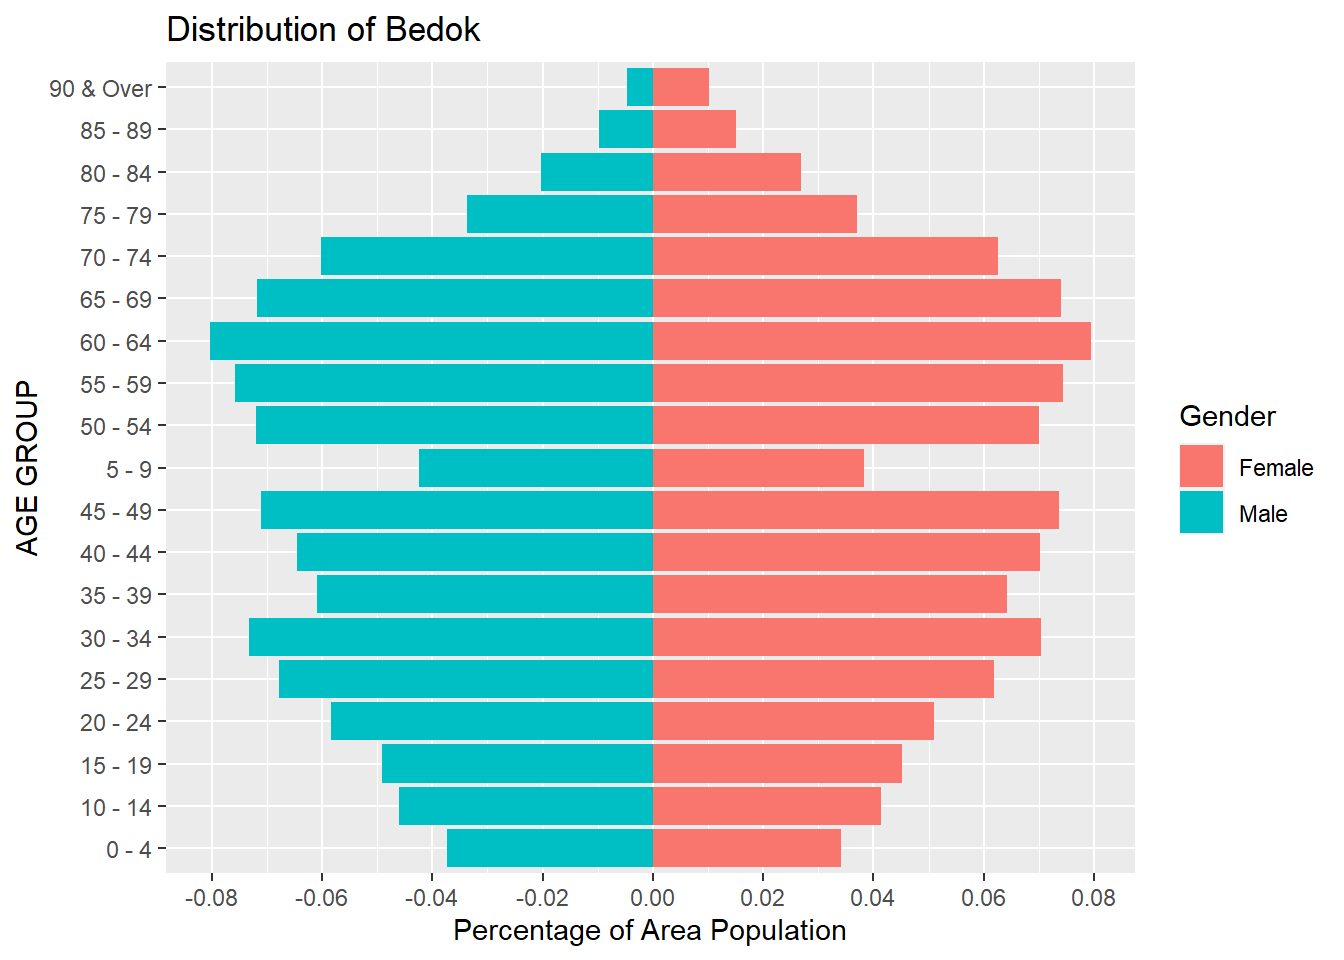 Distribution of Bedok
90 & Over
85 - 89
80 - 84
75 - 79
70 - 74
65 - 69
60 - 64
55 - 59
50 - 54
5 - 9
45 - 49
40 - 44
35 - 39
30 - 34
25 - 29
20 - 24
15 - 19
10 - 14
0 - 4
AGE GROUP
-0.08 -0.06 -0.04 -0.02 0.00 0.02 0.04 0.06 0.08
Percentage of Area Population
Gender
Female
Male